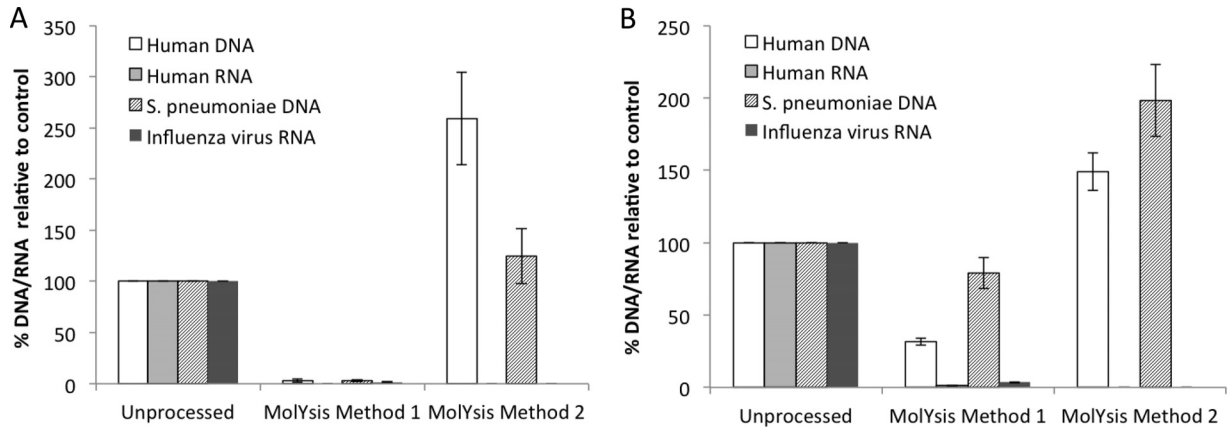 A
% DNA/RNA relative to control
350
300
250
200
150
100
50
0
Human DNA
Human RNA
S. pneumoniae DNA
Influenza virus RNA
Unprocessed
MolYsis Method 1
MolYsis Method 2
B
% DNA/RNA relative to control
250
200
150
100
50
0
Human DNA
Human RNA
S. pneumoniae DNA
Influenza virus RNA
Unprocessed
MolYsis Method 1
MolYsis Method 2